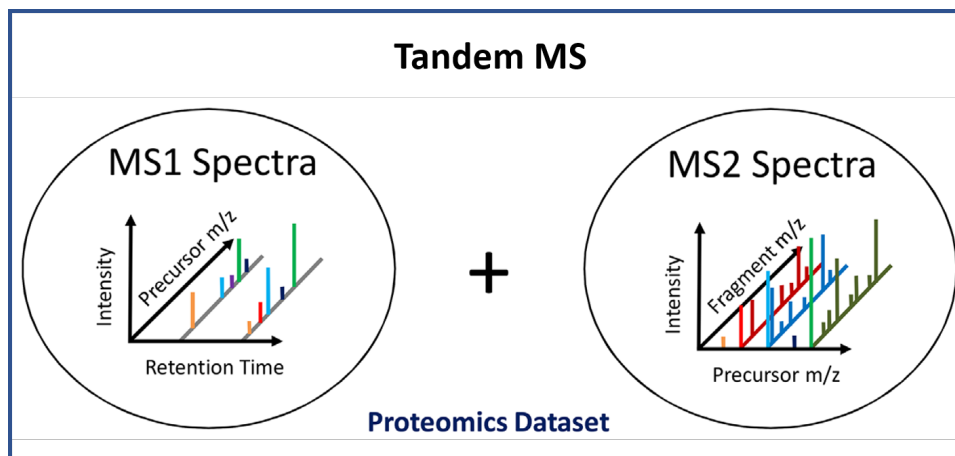 Tandem MS
MS1 Spectra
Intensity
Precursor m/z
Retention Time
+
MS2 Spectra
Intensity
Fragment m/z
Precursor m/z
Proteomics Dataset